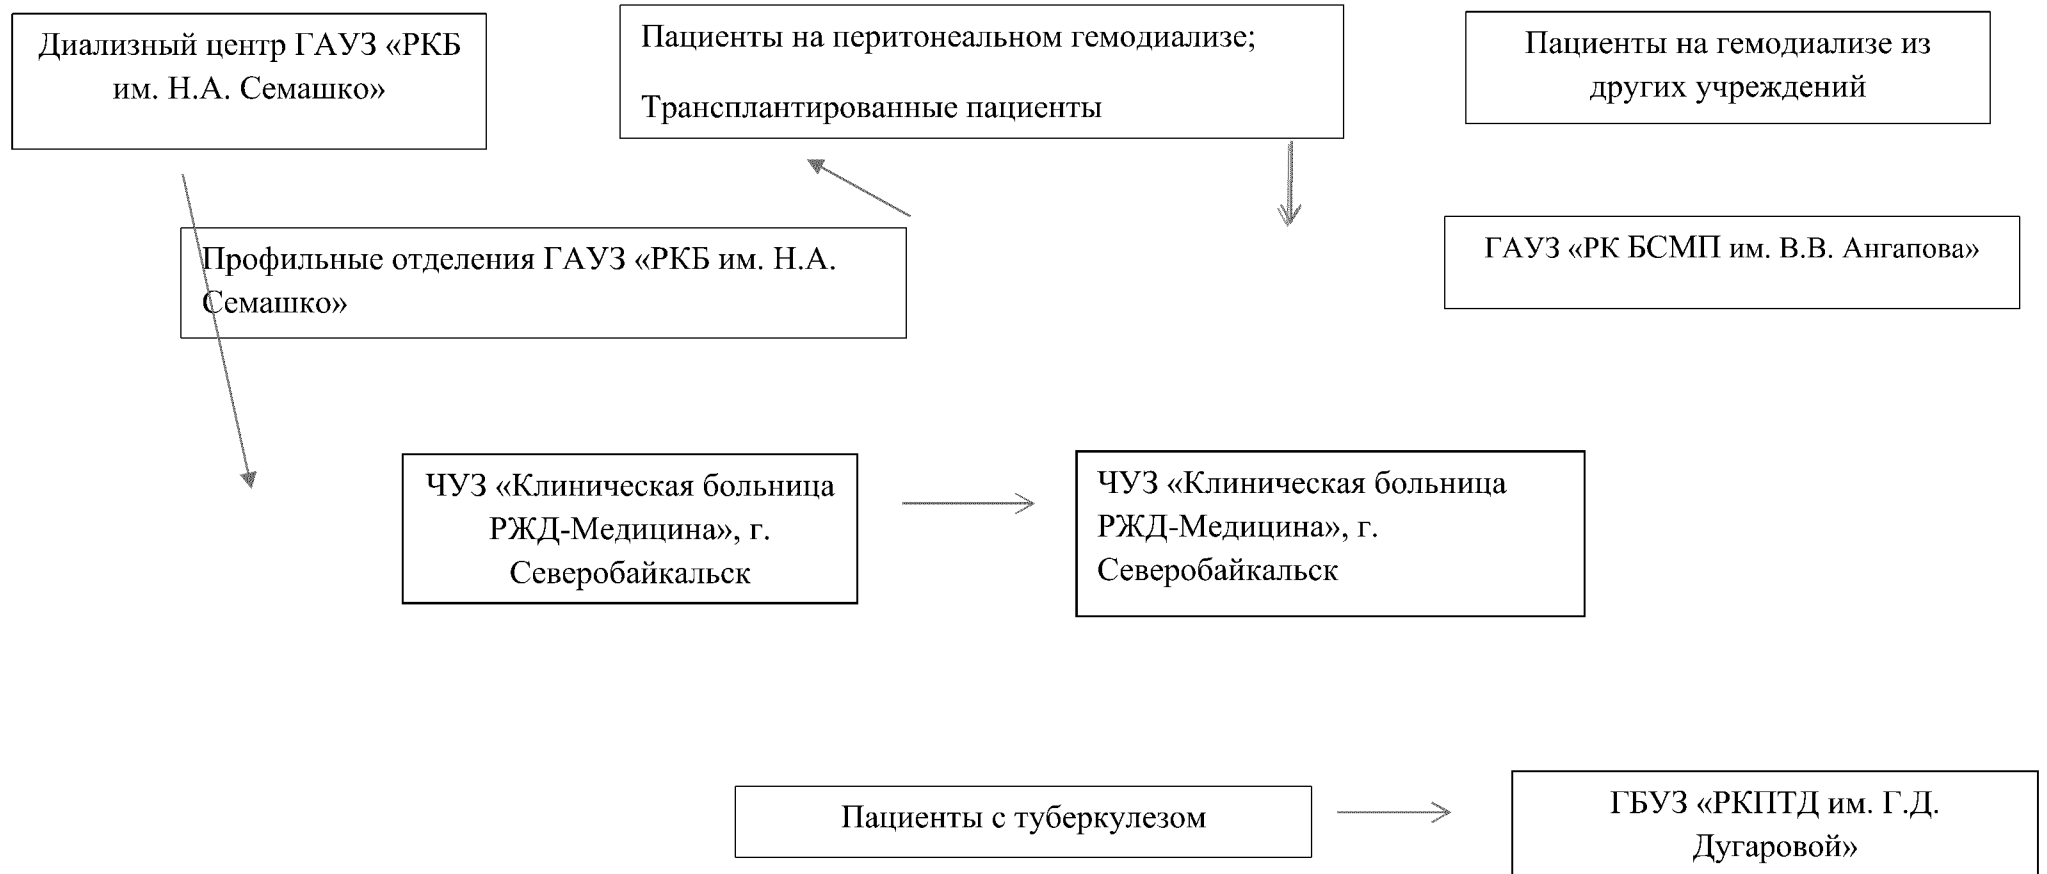 Диализный центр ГАУЗ «РКБ
им. Н.А. Семашко»
Пациенты на перитонеальном гемодиализе;
Трансплантированные пациенты
Пациенты на гемодиализе из
других учреждений
Профильные отделения ГАУЗ «РКБ им. Н.А.
Семашко»
ГАУЗ «РК БСМП им. В.В. Ангапова»
ЧУЗ «Клиническая больница
РЖД-Медицина», г.
Северобайкальск
ЧУЗ «Клиническая больница
РЖД-Медицина», г.
Северобайкальск
Пациенты с туберкулезом
ГБУЗ «РКПТД им. Г.Д.
Дугаровой»